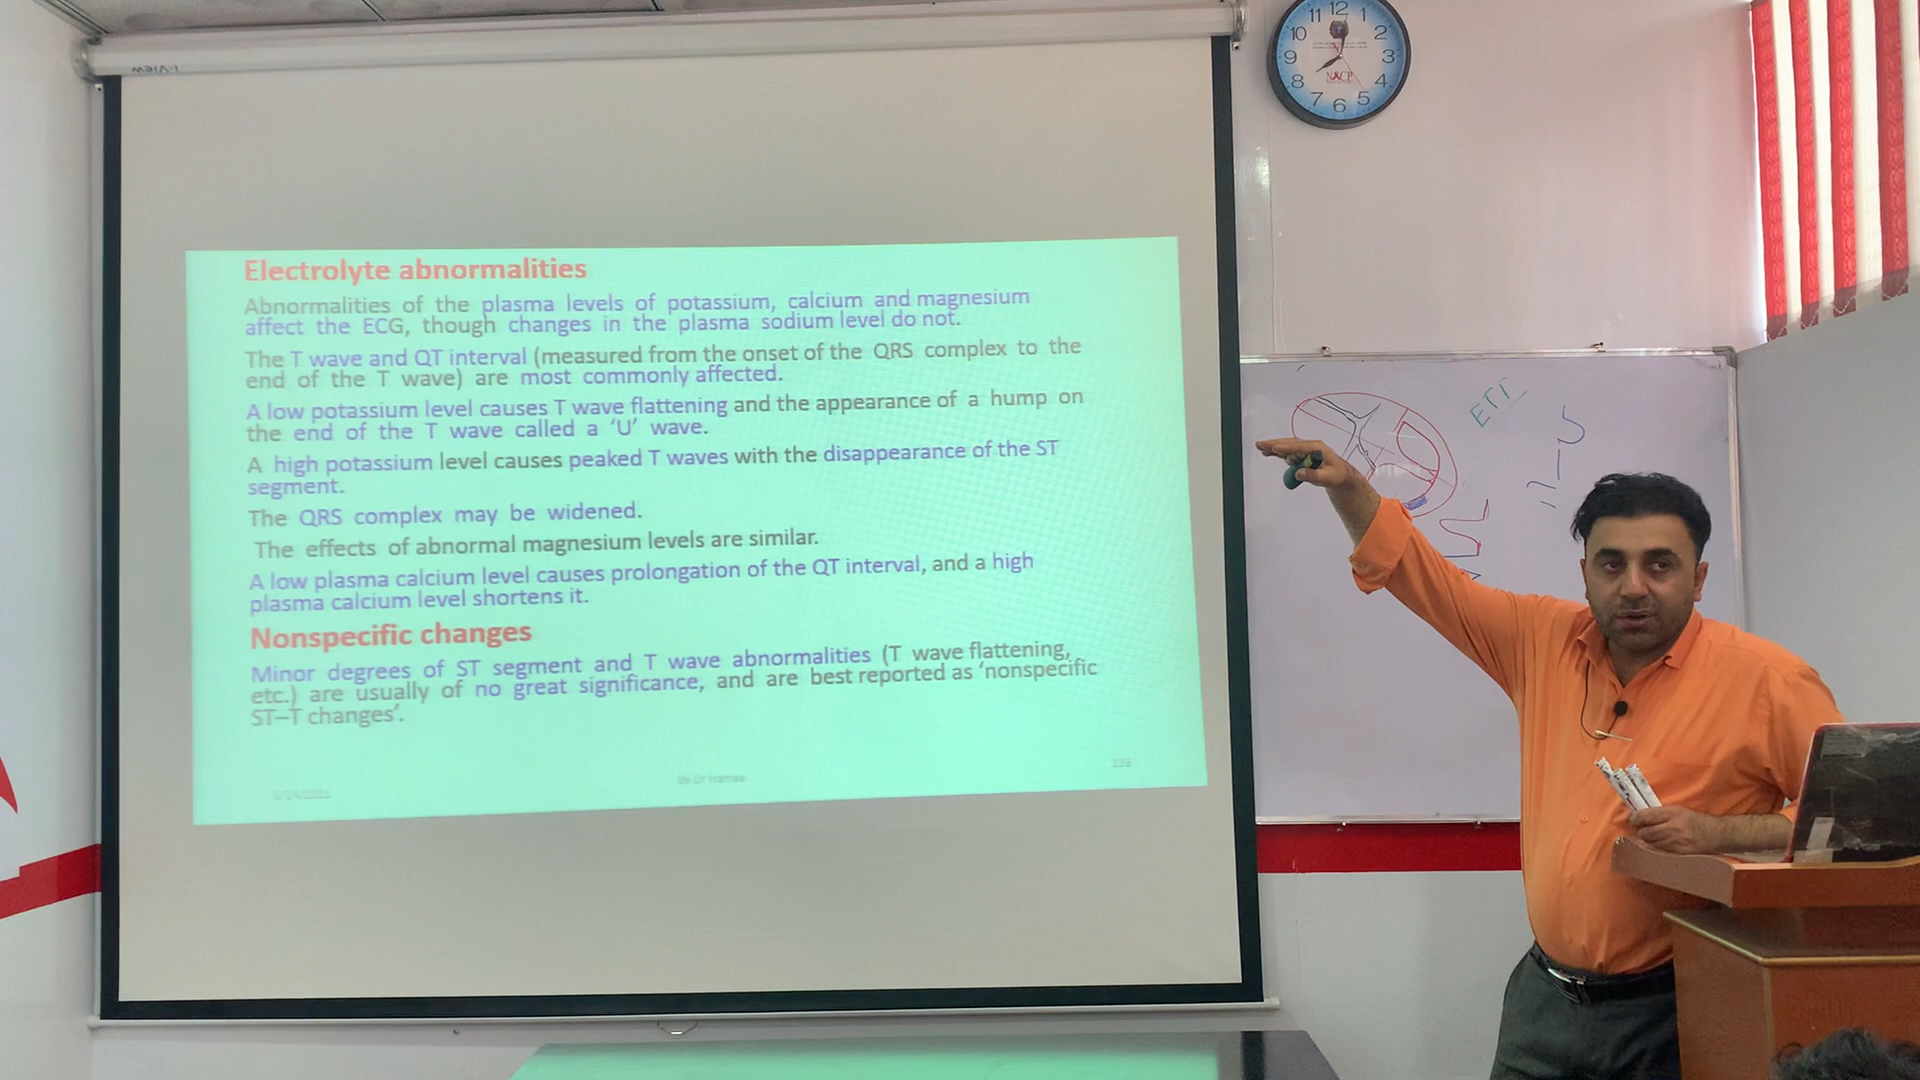 I-VIEW
11 12 1
10 2
9 3
8 4
7 6 5
NACP
Electrolyte abnormalities
Abnormalities of the plasma levels of potassium, calcium and magnesium
affect the ECG, though changes in the plasma sodium level do not.
The T wave and QT interval (measured from the onset of the QRS complex to the
end of the T wave) are most commonly affected.
A low potassium level causes T wave flattening and the appearance of a hump on
the end of the T wave called a ‘U’ wave.
A high potassium level causes peaked T waves with the disappearance of the ST
segment.
The QRS complex may be widened.
The effects of abnormal magnesium levels are similar.
A low plasma calcium level causes prolongation of the QT interval, and a high
plasma calcium level shortens it.
Nonspecific changes
Minor degrees of ST segment and T wave abnormalities (T wave flattening,
etc.) are usually of no great significance, and are best reported as ‘nonspecific
ST–T changes’.
By Dr
238
ETT